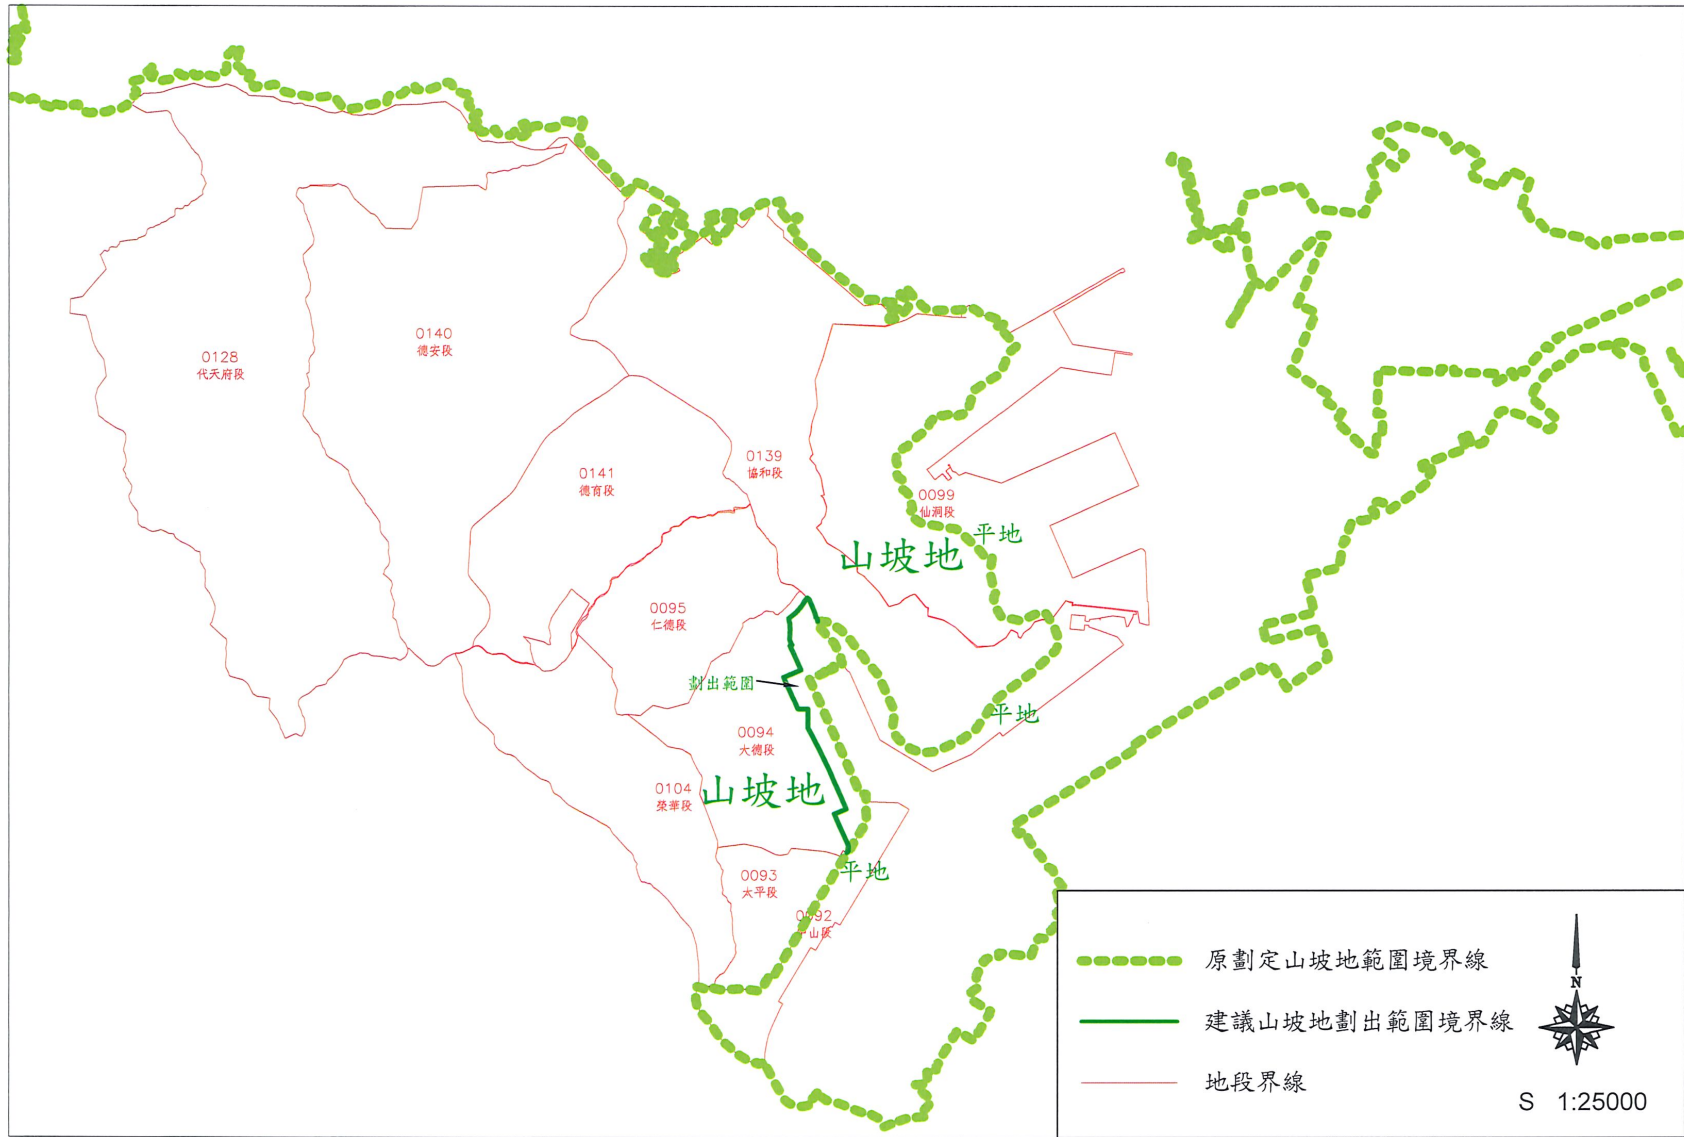 0128
代天府段
0140
德安段
0141
德育段
0139
協和段
0099
仙洞段
平地
山坡地
0095
仁德段
劃出範圍
平地
0094
大德段
0104
榮華段
山坡地
平地
0093
太平段
0092
中山段
原劃定山坡地範圍境界線
建議山坡地劃出範圍境界線
地段界線
N
S 1:25000